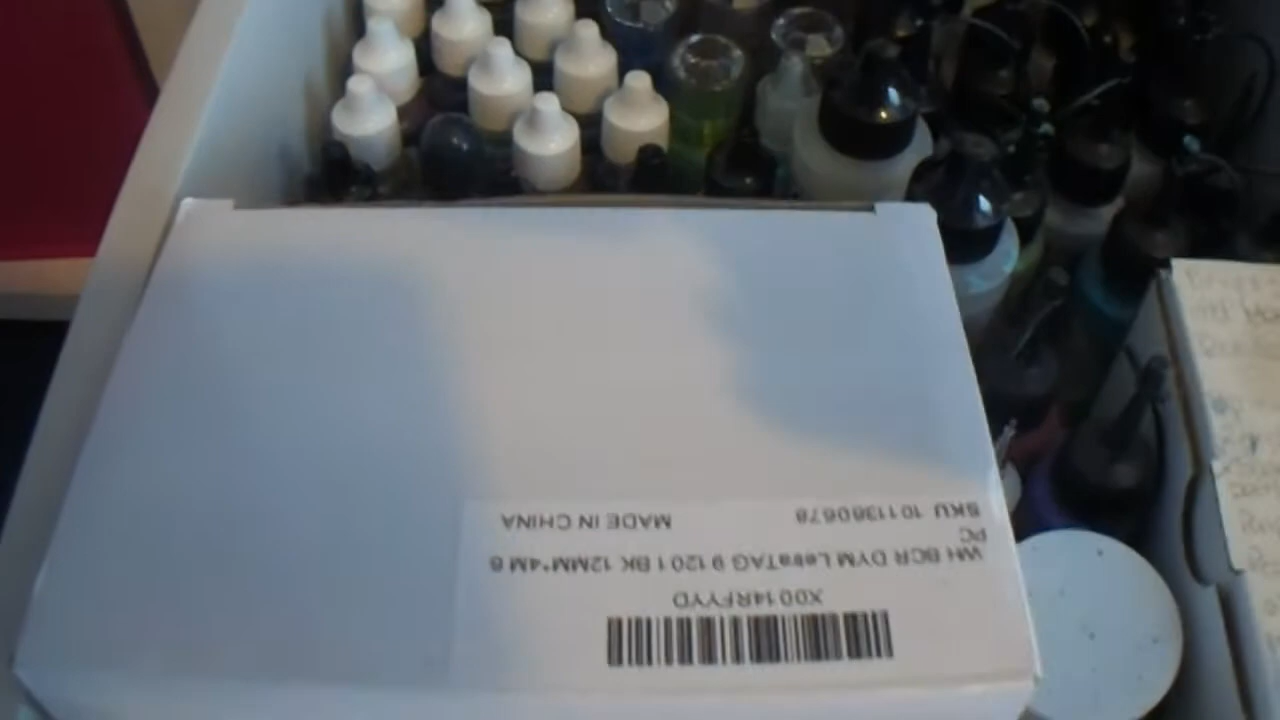 X0014RFYYD
WH BCR DYM LetraTAG 91201 BK 12MM*4M 6
PC
SKU 1011380678
MADE IN CHINA